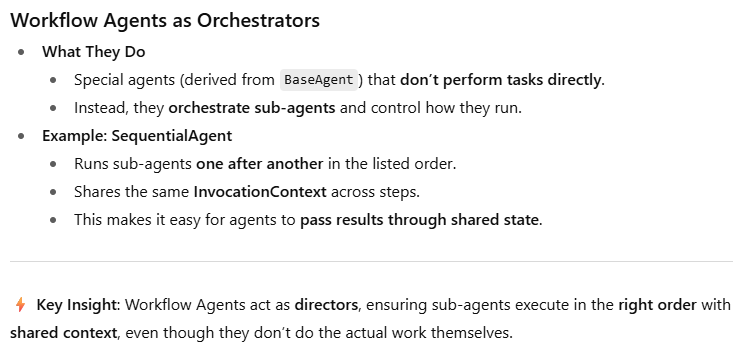 Workflow Agents as Orchestrators
• What They Do
• Special agents (derived from BaseAgent) that don't perform tasks directly.
• Instead, they orchestrate sub-agents and control how they run.
• Example: SequentialAgent
• Runs sub-agents one after another in the listed order.
• Shares the same InvocationContext across steps.
• This makes it easy for agents to pass results through shared state.
⚡ Key Insight: Workflow Agents act as directors, ensuring sub-agents execute in the right order with
shared context, even though they don't do the actual work themselves.